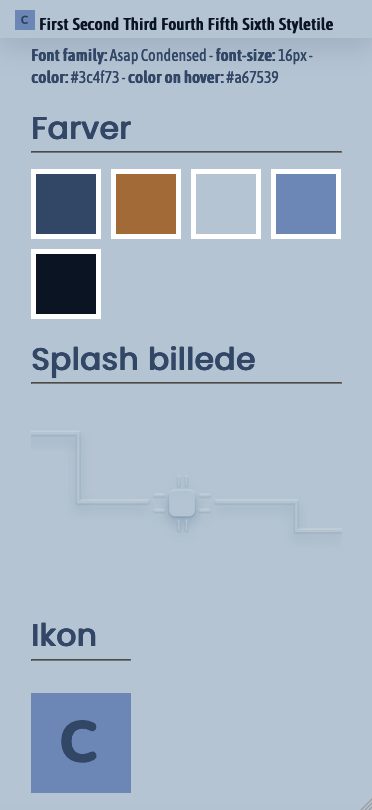 C First Second Third Fourth Fifth Sixth Styletile
Font family: Asap Condensed - font-size: 16px -
color: #3c4f73 - color on hover: #a67539
Farver
Splash billede
Ikon
C